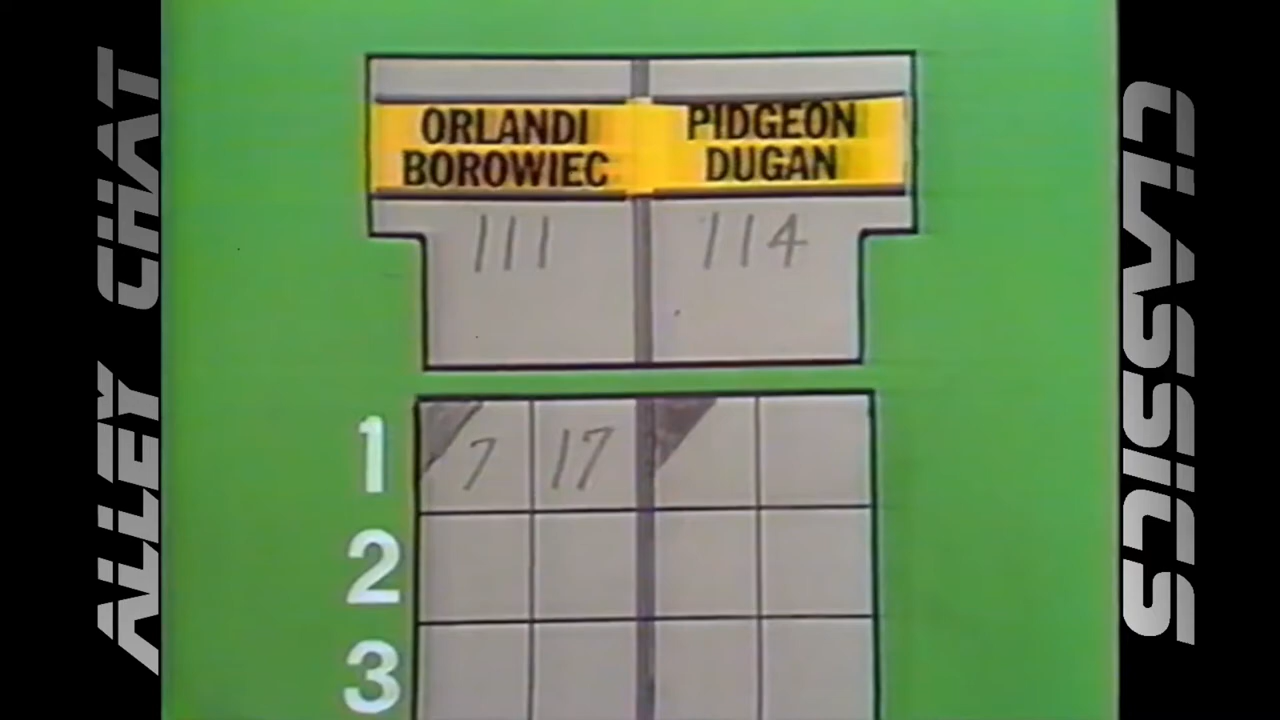 ALLEY CHAT
ORLANDI BOROWIEC
PIDGEON DUGAN
111 114
1 7 17
2
3
CLASSICS